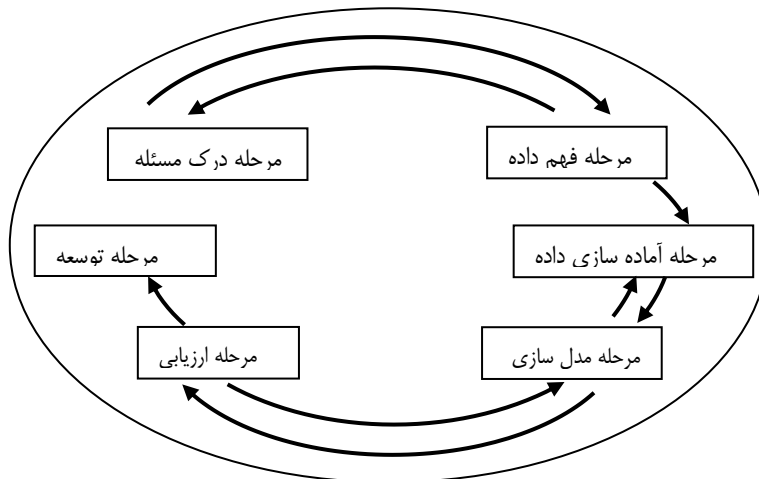 مرحله درک مسئله
مرحله فهم داده
مرحله توسعه
مرحله آماده سازی داده
مرحله ارزیابی
مرحله مدل سازی